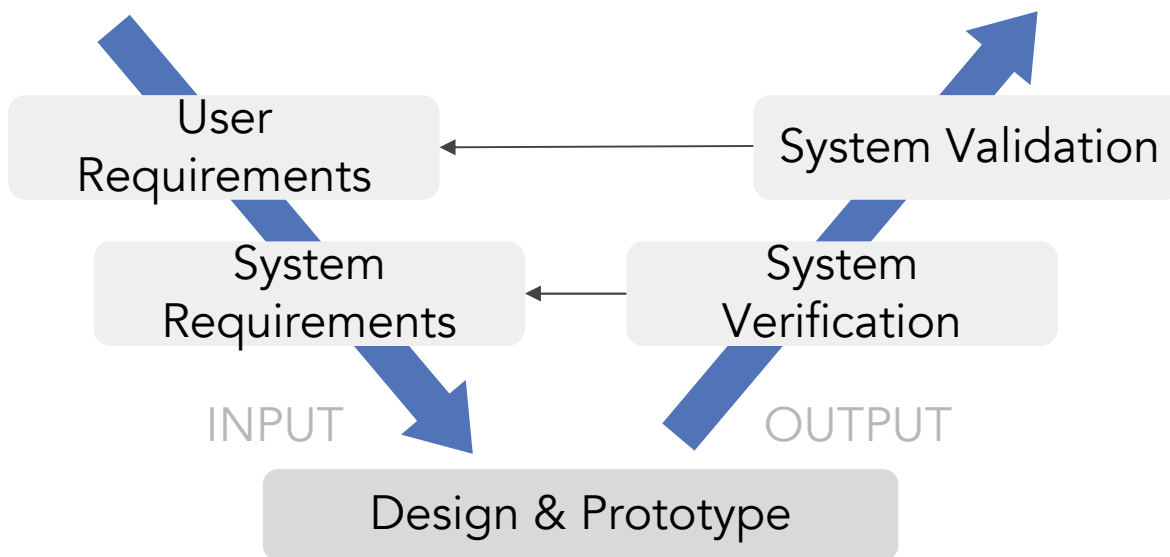 User
Requirements
System Validation
System
Requirements
System
Verification
INPUT
OUTPUT
Design & Prototype